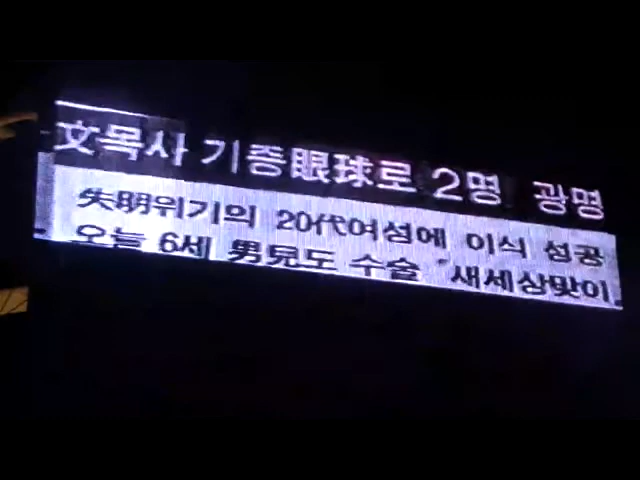 文목사 기증眼球로 2명 광명
失明위기의 20代여성에 이식 성공
오늘 6세 男兒도 수술 "새세상맞이